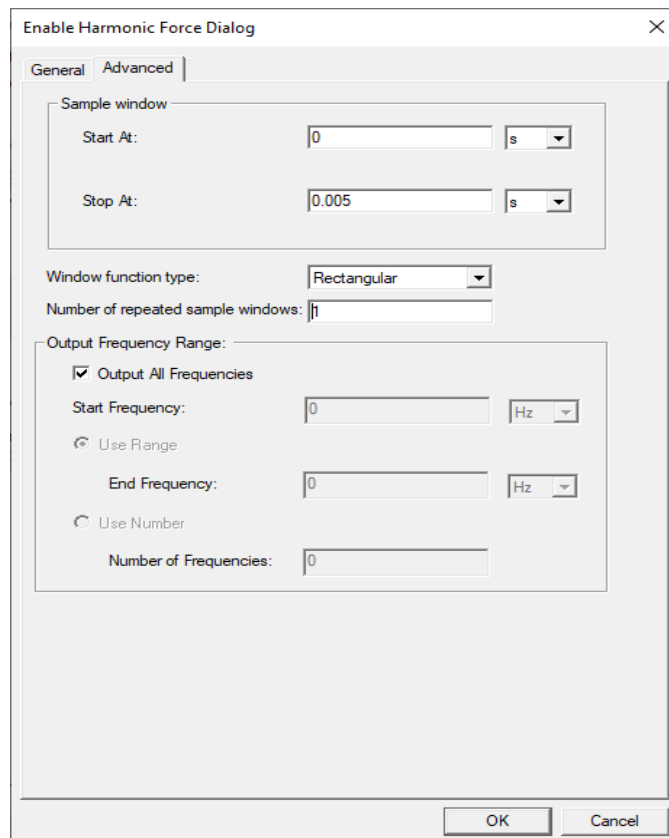 Enable Harmonic Force Dialog
General Advanced
Sample window
Start At: 0 s
Stop At: 0.005 s
Window function type: Rectangular
Number of repeated sample windows: 1
Output Frequency Range:
Output All Frequencies
Start Frequency: 0 Hz
Use Range
End Frequency: 0 Hz
Use Number
Number of Frequencies: 0
OK Cancel